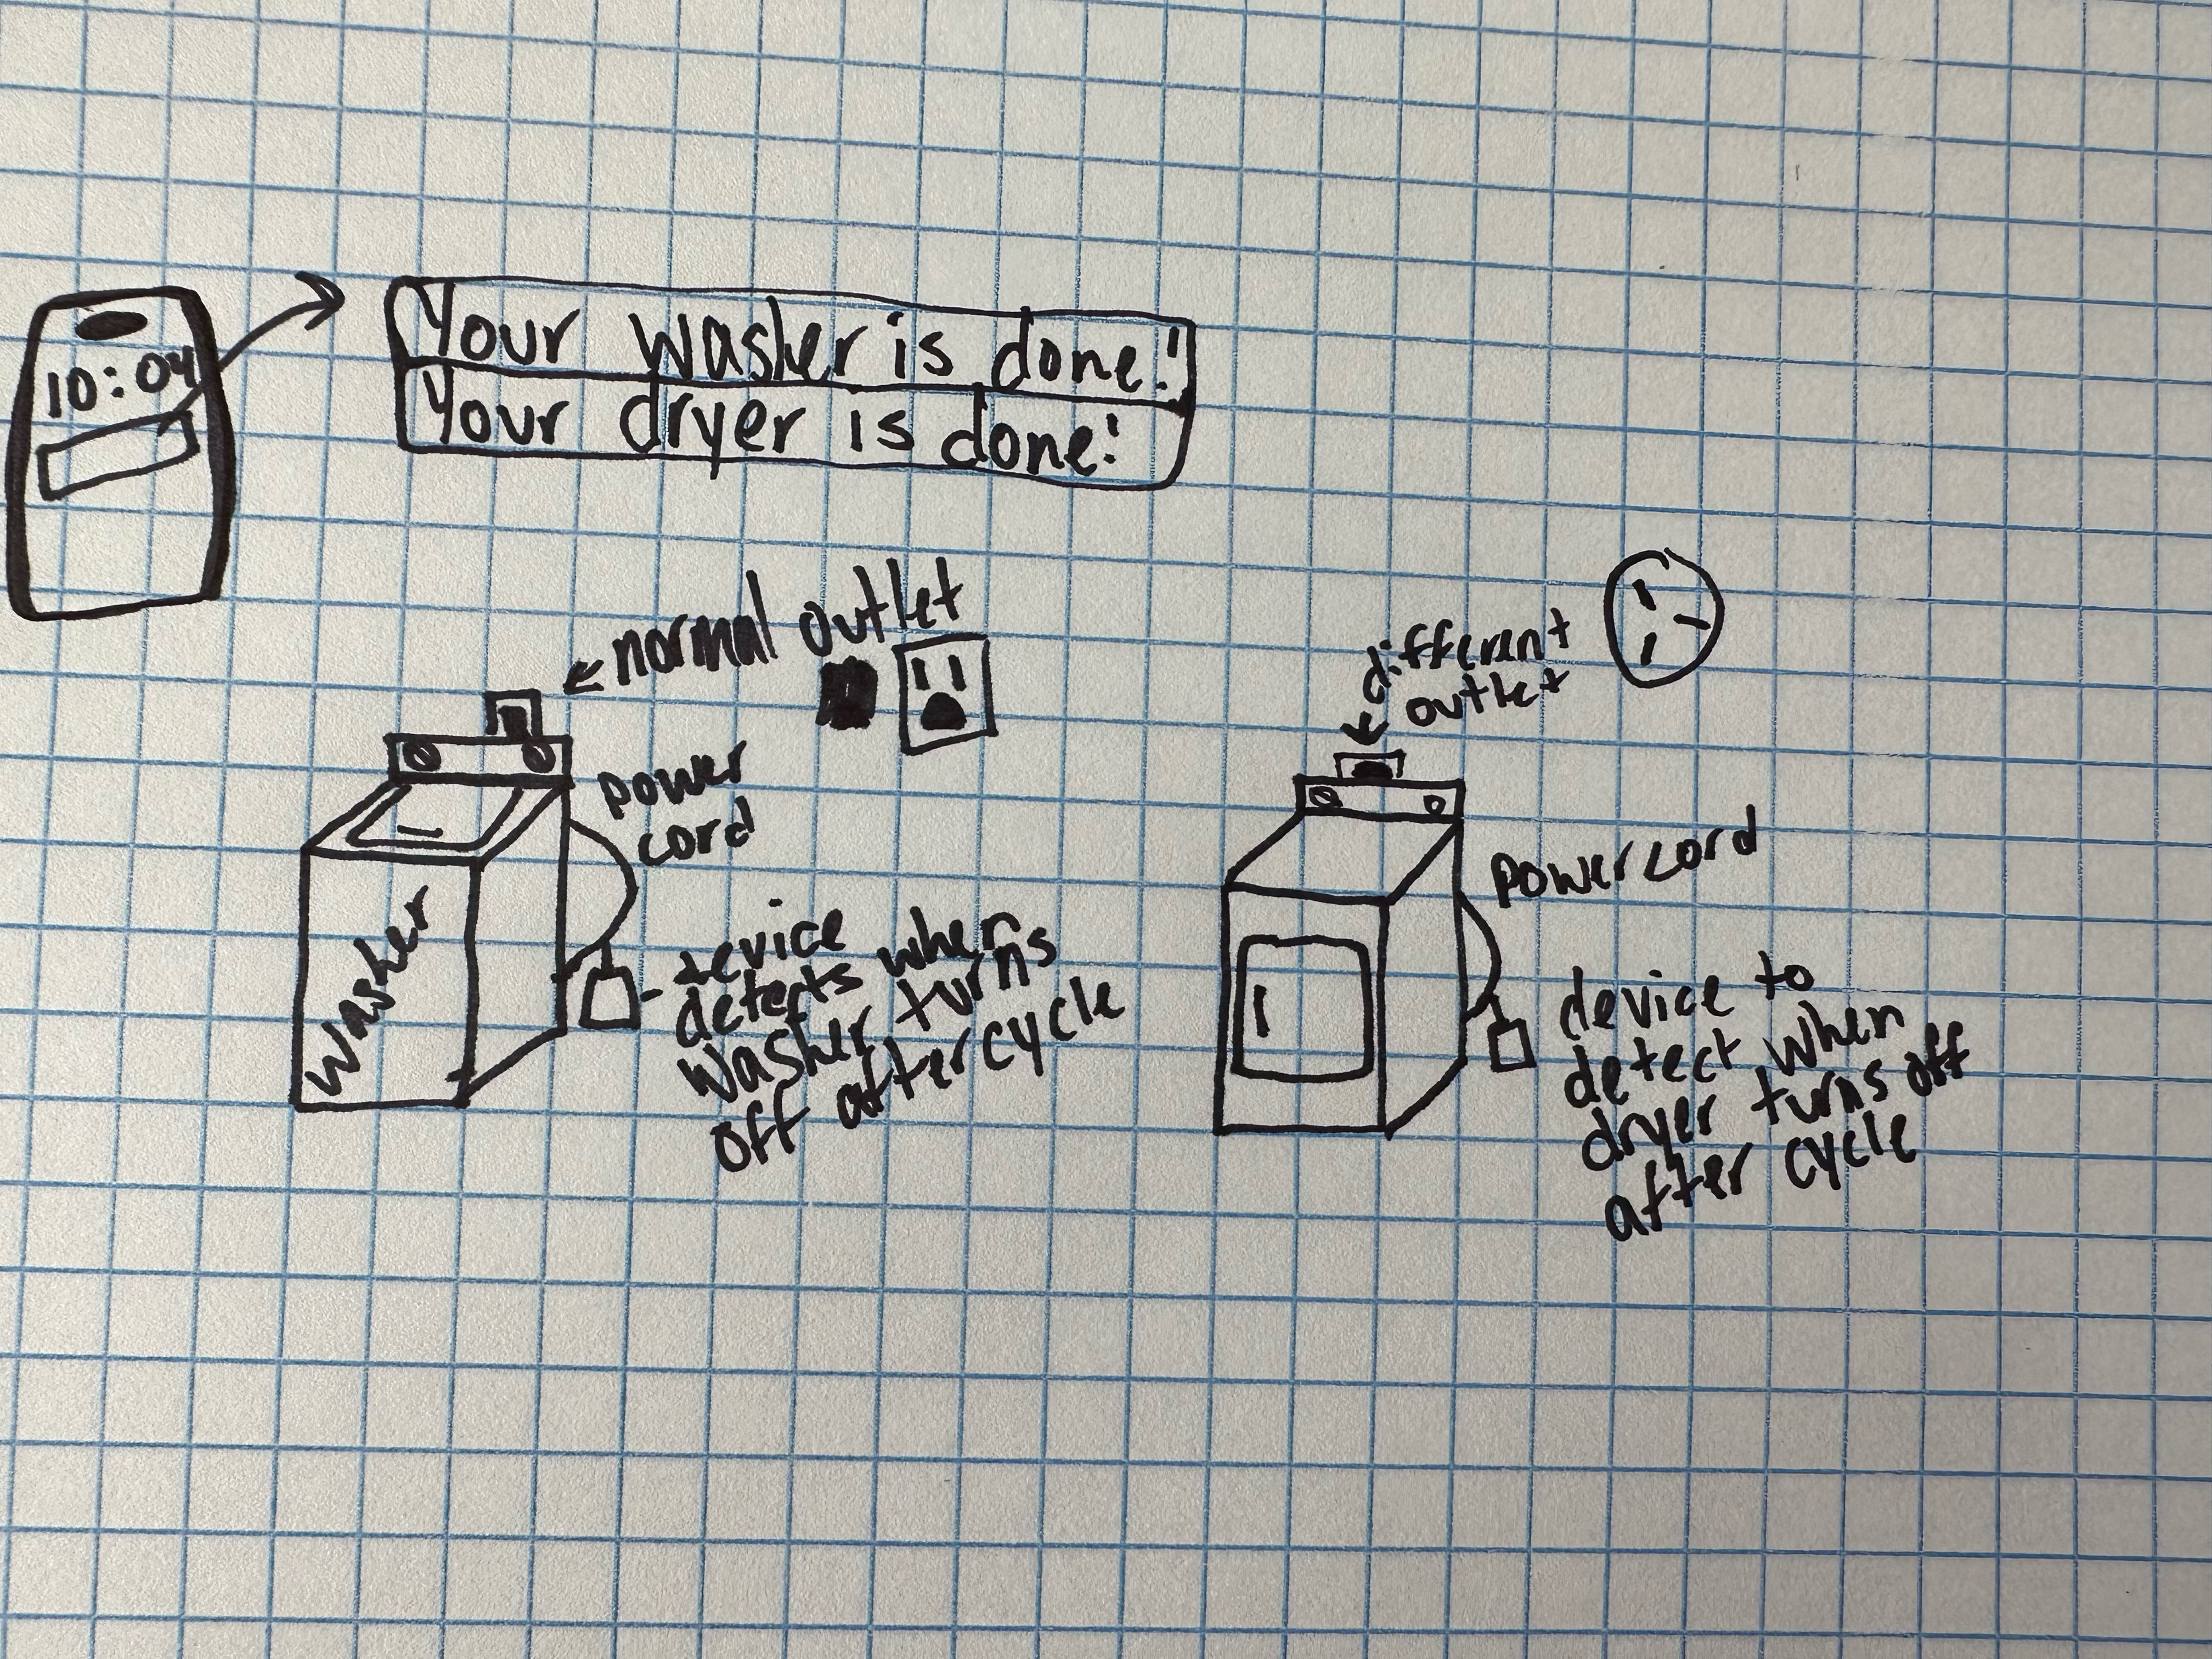 10:04
Your washer is done!
Your dryer is done!
normal outlet
power
cord
washer
device
detects when
washer turns
off after cycle
different
outlet
power cord
device to
detect when
dryer turns off
after cycle